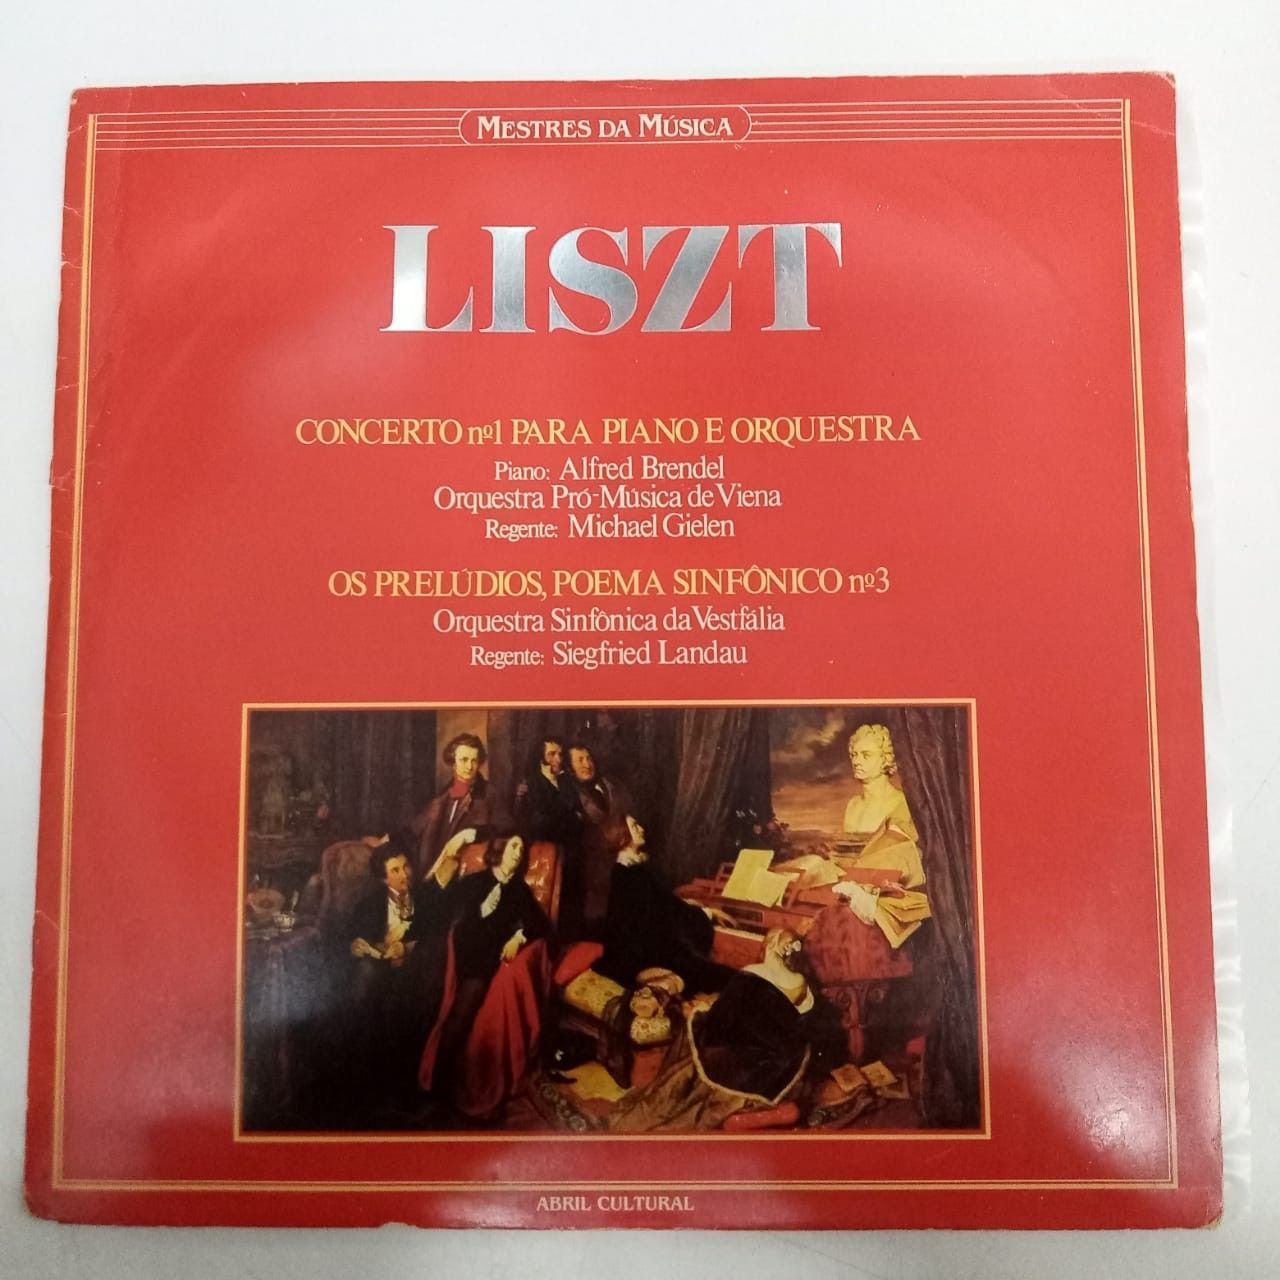 MESTRES DA MÚSICA
LISZT
CONCERTO nº1 PARA PIANO E ORQUESTRA
Piano: Alfred Brendel
Orquestra Pró-Música de Viena
Regente: Michael Gielen
OS PRELÚDIOS, POEMA SINFÔNICO nº3
Orquestra Sinfônica da Vestfália
Regente: Siegfried Landau
ABRIL CULTURAL